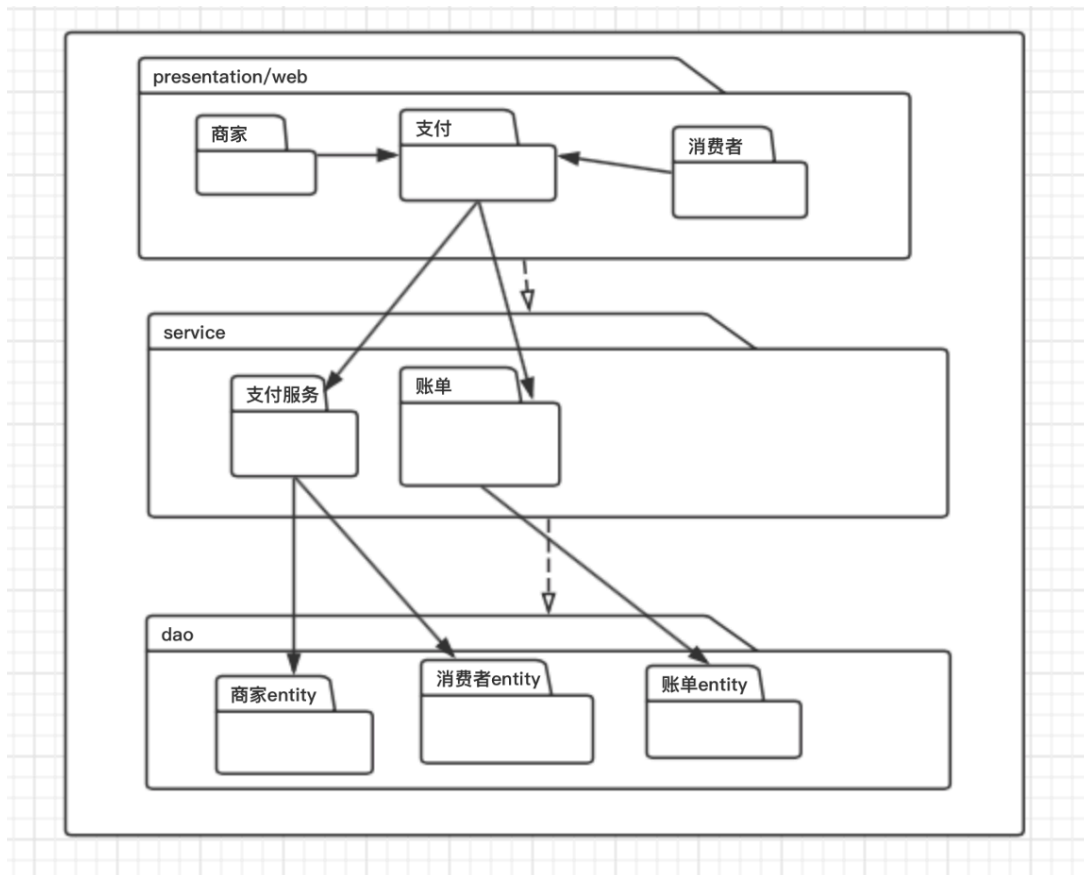 presentation/web
商家
支付
消费者
service
支付服务
账单
dao
商家entity
消费者entity
账单entity